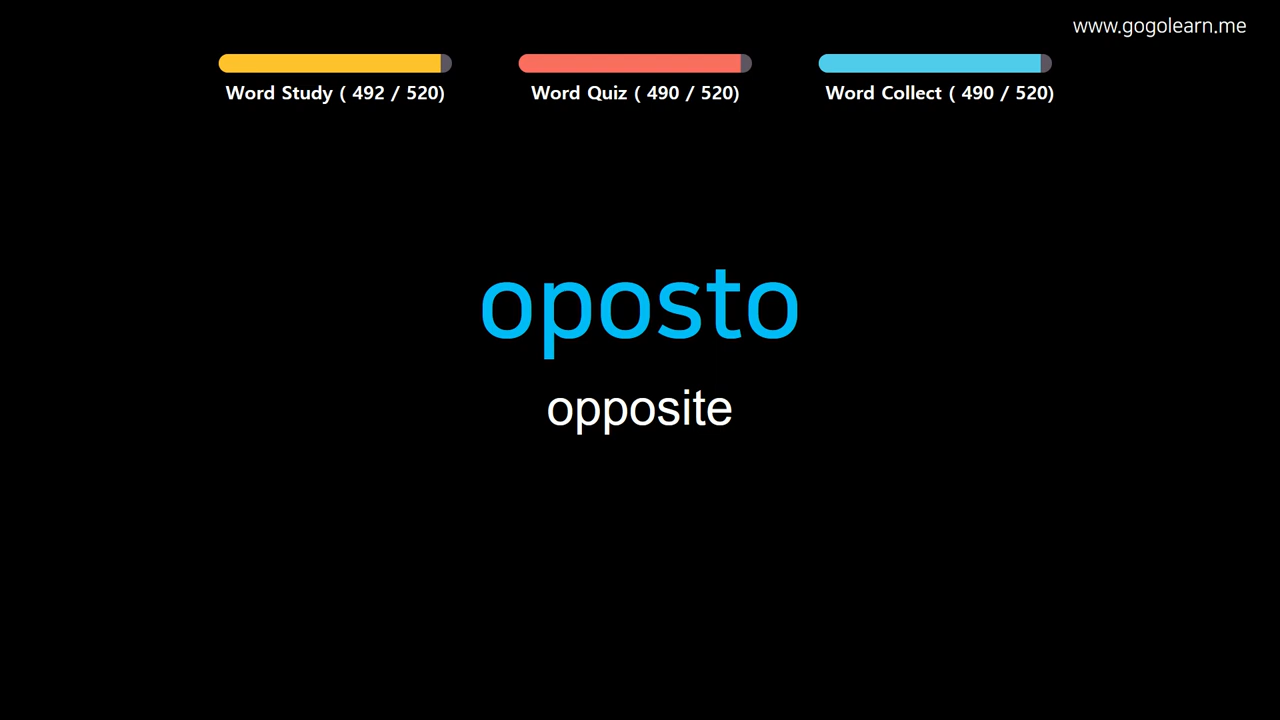 www.gogolearn.me
Word Study ( 492 / 520)
Word Quiz ( 490 / 520)
Word Collect ( 490 / 520)
oposto
opposite